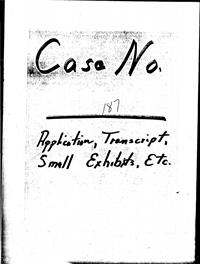 Case No.
187
Application, Transcript,
Small Exhibits, Etc.